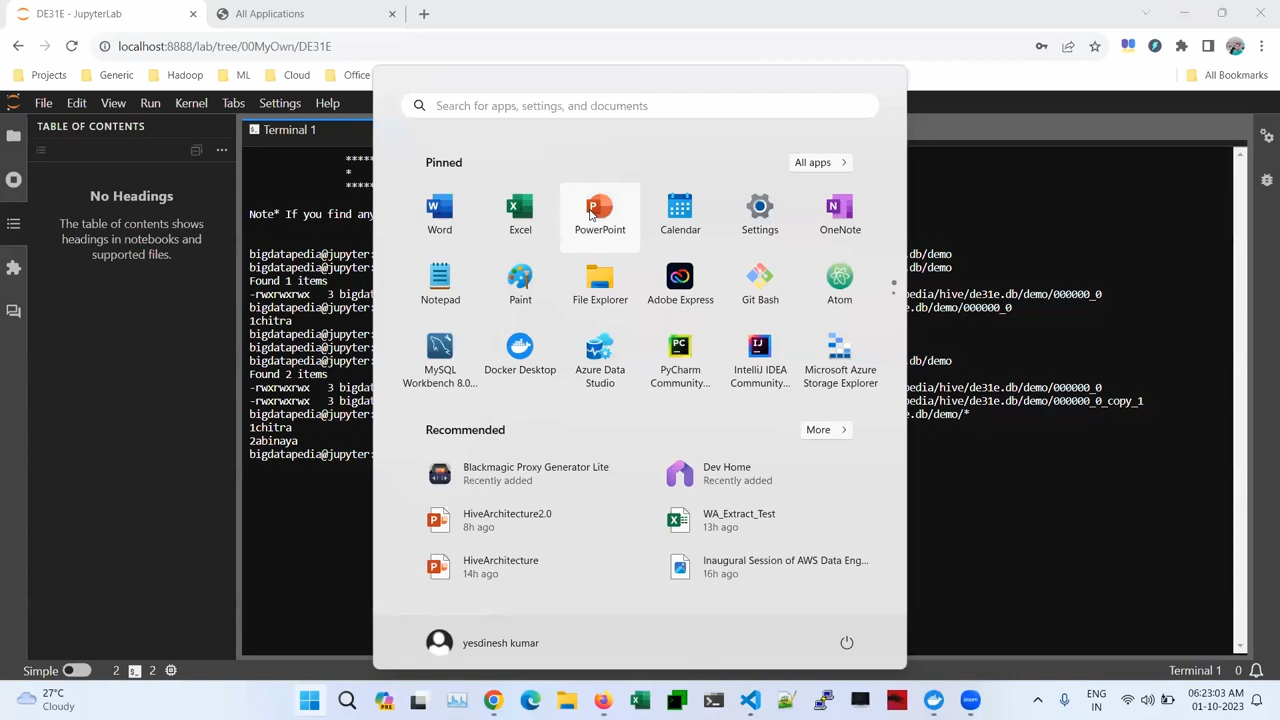 DE31E - JupyterLab
All Applications
localhost:8888/lab/tree/00MyOwn/DE31E
Projects
Generic
Hadoop
ML
Cloud
Office
All Bookmarks
File Edit View Run Kernel Tabs Settings Help
TABLE OF CONTENTS
No Headings
The table of contents shows
headings in notebooks and
supported files.
Terminal 1
*****
*
*****
Note* If you find any
bigdatapedia@jupyter:
.db/demo
bigdatapedia@jupyter:
.db/demo
Found 1 items
-rwxrwxrwx 3 bigdat
pedia/hive/de31e.db/demo/000000_0
bigdatapedia@jupyter:
e.db/demo/000000_0
1chitra
bigdatapedia@jupyter:
bigdatapedia@jupyter:
bigdatapedia@jupyter:
.db/demo
Found 2 items
-rwxrwxrwx 3 bigdat
pedia/hive/de31e.db/demo/000000_0
-rwxrwxrwx 3 bigdat
pedia/hive/de31e.db/demo/000000_0_copy_1
bigdatapedia@jupyter:
e.db/demo/*
1chitra
2abinaya
bigdatapedia@jupyter:
Search for apps, settings, and documents
Pinned
All apps
Word
Excel
PowerPoint
Calendar
Settings
OneNote
Notepad
Paint
File Explorer
Adobe Express
Git Bash
Atom
MySQL
Workbench 8.0...
Docker Desktop
Azure Data
Studio
PyCharm
Community...
IntelliJ IDEA
Community...
Microsoft Azure
Storage Explorer
Recommended
More
Blackmagic Proxy Generator Lite
Recently added
Dev Home
Recently added
HiveArchitecture2.0
8h ago
WA_Extract_Test
13h ago
HiveArchitecture
14h ago
Inaugural Session of AWS Data Eng...
16h ago
yesdinesh kumar
Simple
2
2
Terminal 1
0
27°C
Cloudy
PRE
zoom
ENG
IN
06:23:03 AM
01-10-2023